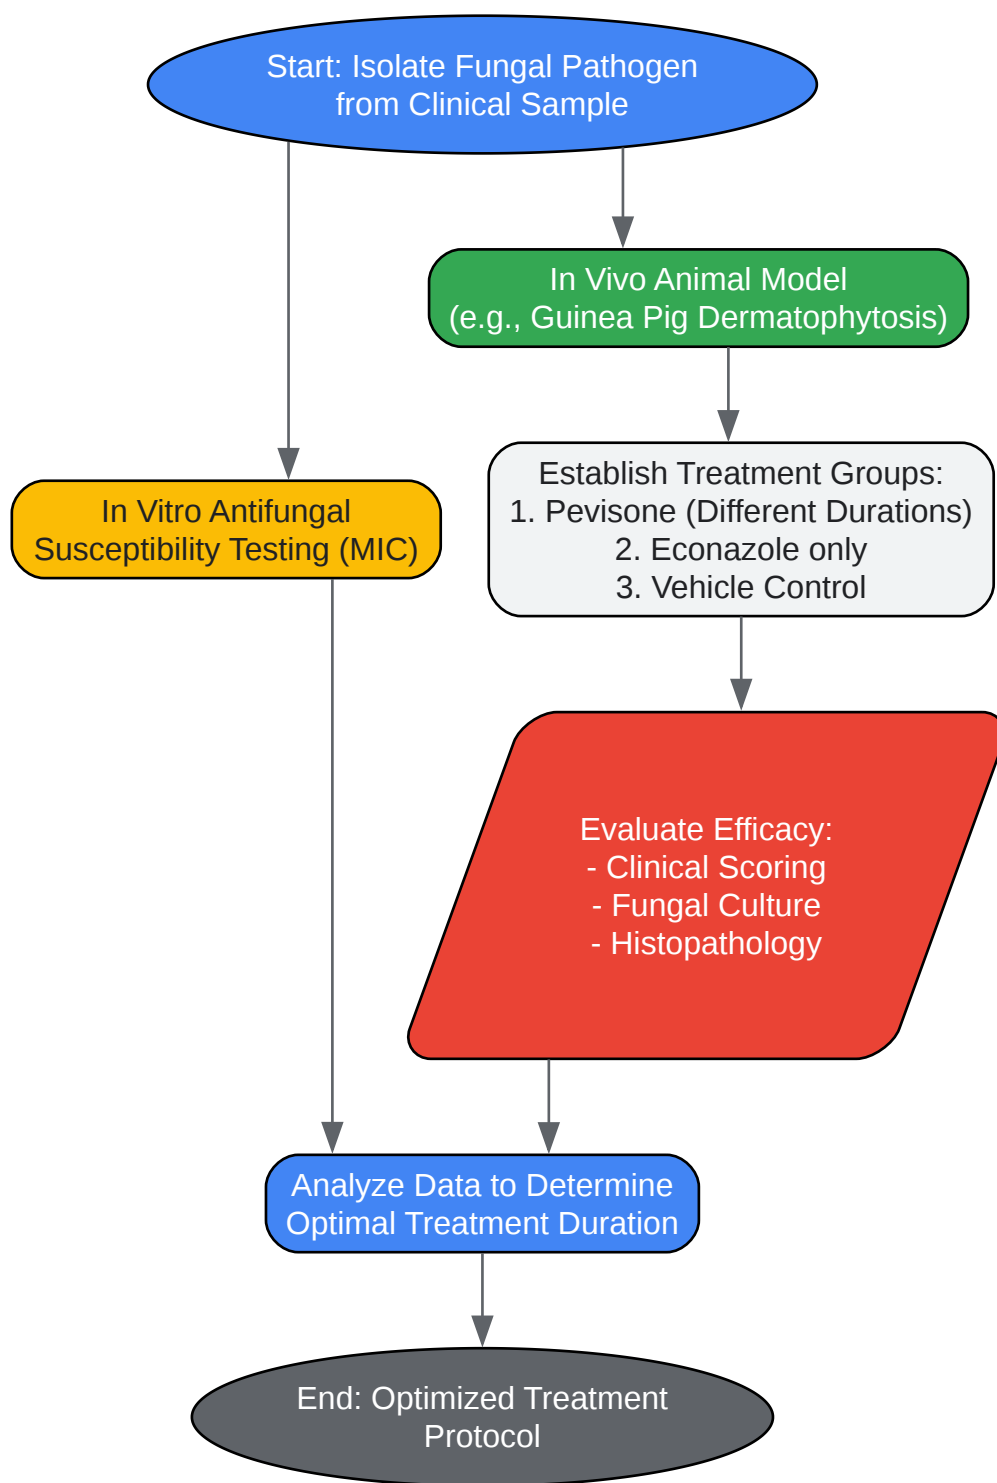 Start: Isolate Fungal Pathogen
from Clinical Sample
In Vivo Animal Model
(e.g., Guinea Pig Dermatophytosis)
Establish Treatment Groups:
1. Pevisone (Different Durations)
2. Econazole only
3. Vehicle Control
In Vitro Antifungal
Susceptibility Testing (MIC)
Evaluate Efficacy:
- Clinical Scoring
- Fungal Culture
- Histopathology
Analyze Data to Determine
Optimal Treatment Duration
End: Optimized Treatment
Protocol